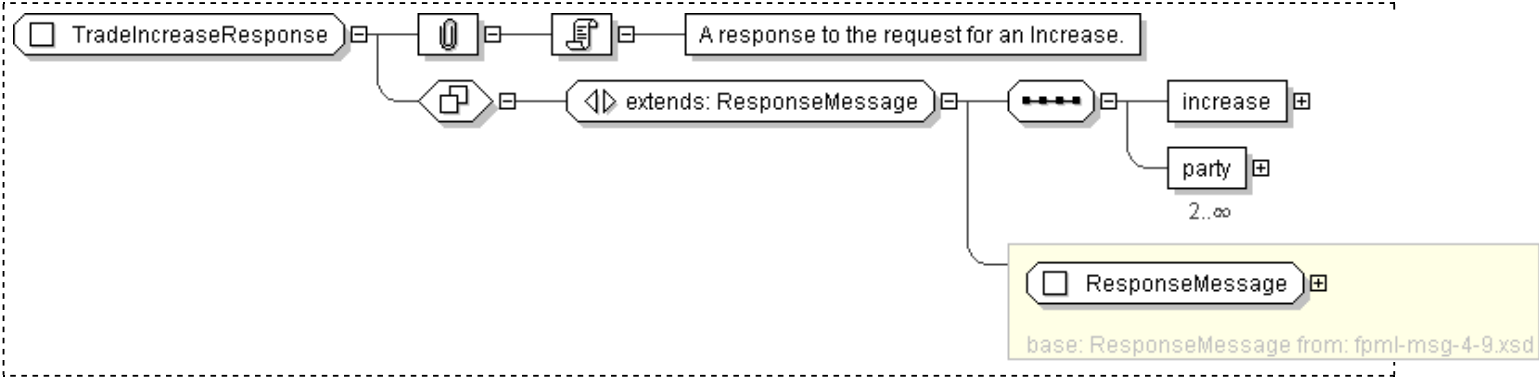 TradeIncreaseResponse
A response to the request for an Increase.
extends: ResponseMessage
increase
party
2..∞
ResponseMessage
base: ResponseMessage from: fpml-msg-4-9.xsd